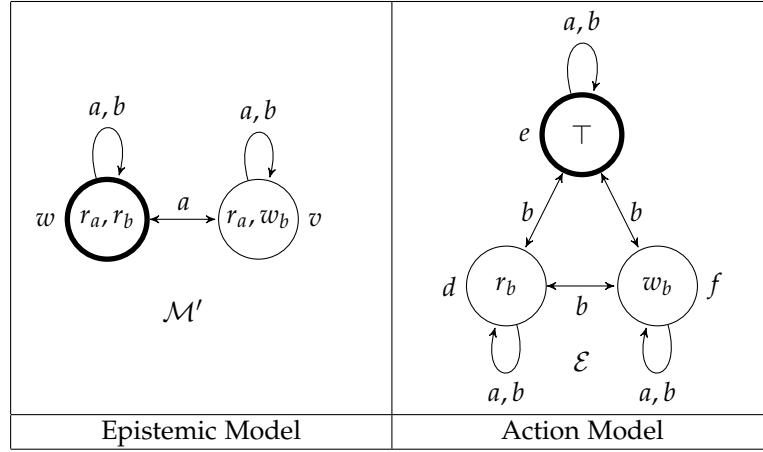 a, b
e
⊤
b
b
d
r_b
b
w_b
f
a, b
ℰ
a, b
a, b
a, b
w
r_a, r_b
a
r_a, w_b
v
ℳ′
Epistemic Model
Action Model